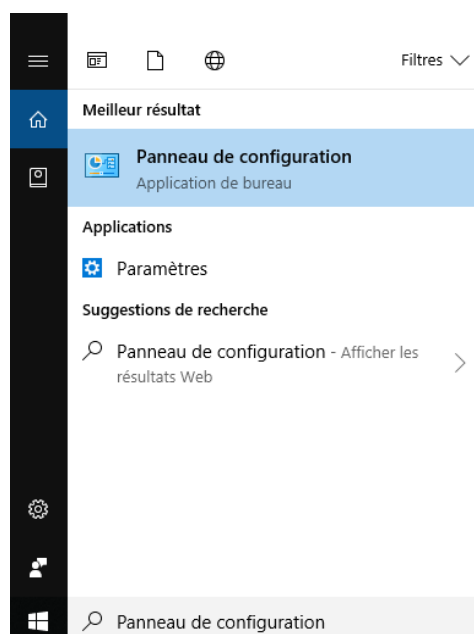 Filtres
Meilleur résultat
Panneau de configuration
Application de bureau
Applications
Paramètres
Suggestions de recherche
Panneau de configuration - Afficher les
résultats Web
Panneau de configuration